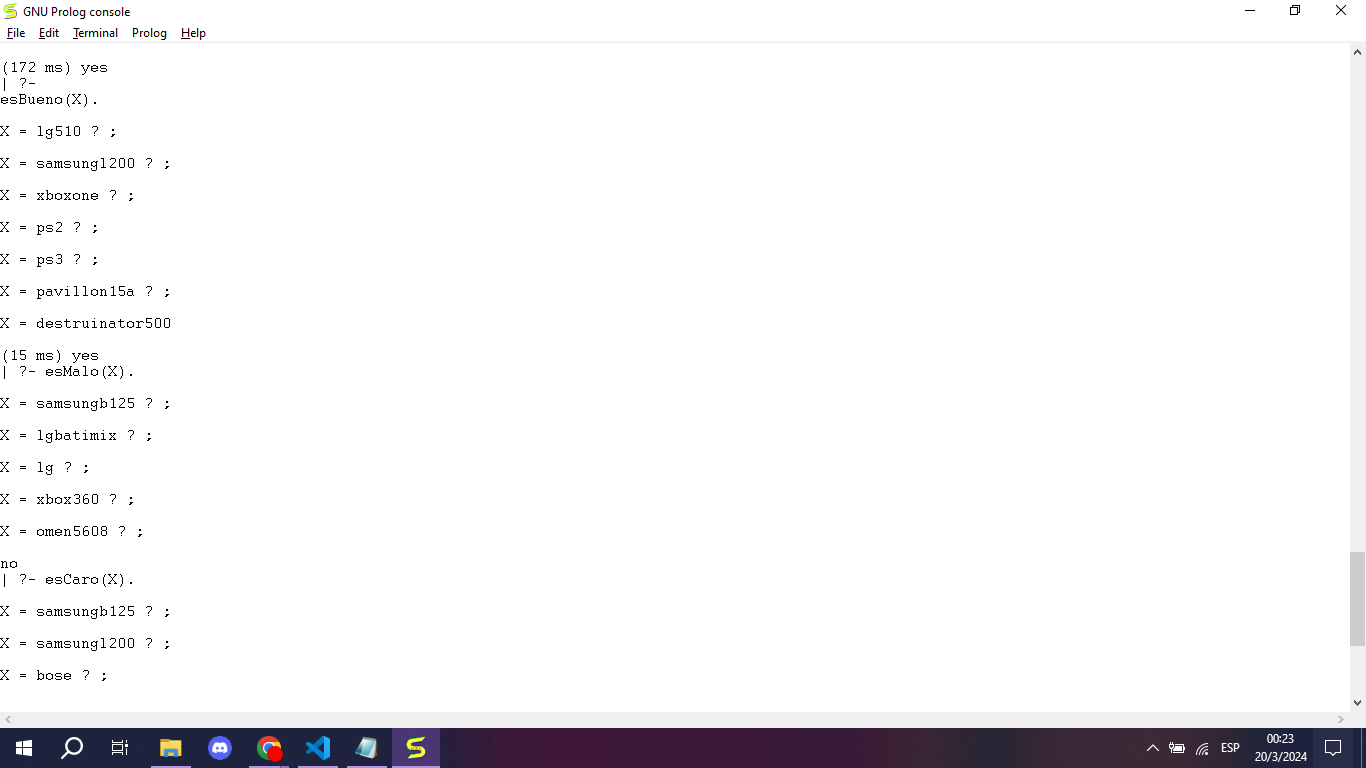 GNU Prolog console
File Edit Terminal Prolog Help
(172 ms) yes
| ?-
esBueno(X).
X = lg510 ? ;
X = samsungl200 ? ;
X = xboxone ? ;
X = ps2 ? ;
X = ps3 ? ;
X = pavillon15a ? ;
X = destruinator500
(15 ms) yes
| ?- esMalo(X).
X = samsungb125 ? ;
X = lgbatimix ? ;
X = lg ? ;
X = xbox360 ? ;
X = omen5608 ? ;
no
| ?- esCaro(X).
X = samsungb125 ? ;
X = samsungl200 ? ;
X = bose ? ;
ESP
00:23
20/3/2024